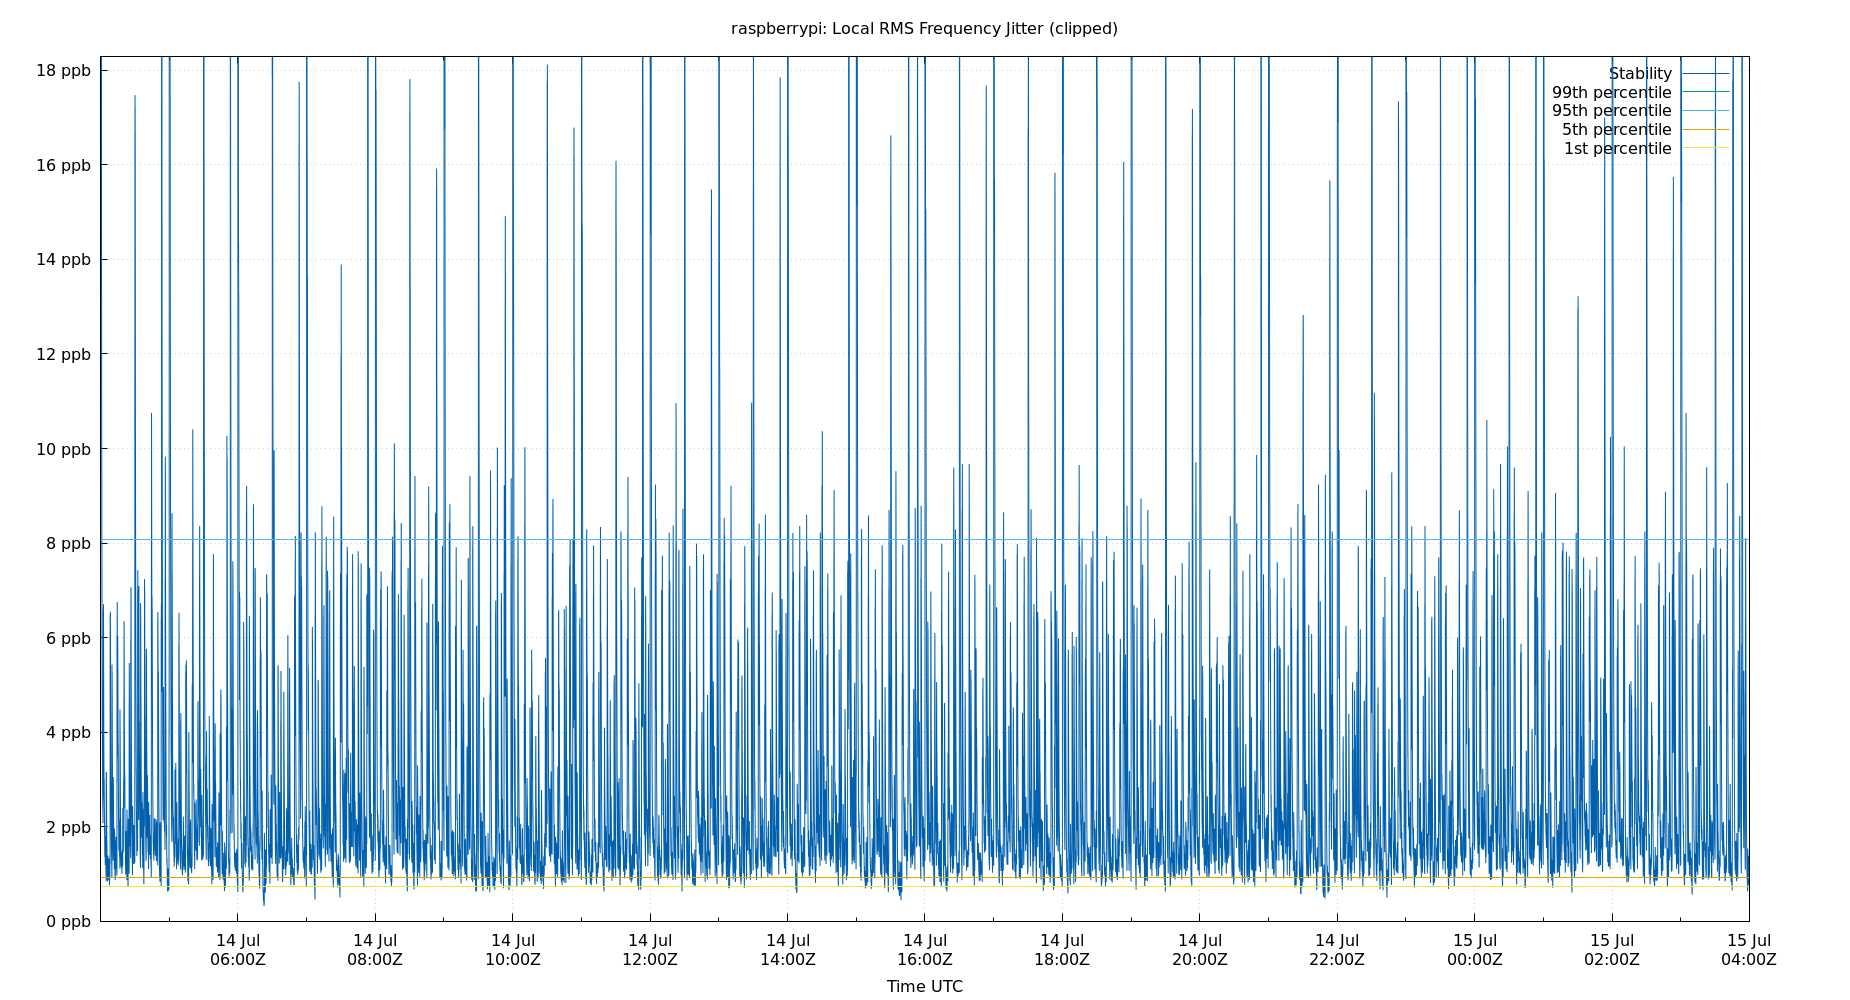 raspberrypi: Local RMS Frequency Jitter (clipped)
18 ppb
16 ppb
14 ppb
12 ppb
10 ppb
8 ppb
6 ppb
4 ppb
2 ppb
0 ppb
Stability
99th percentile
95th percentile
5th percentile
1st percentile
14 Jul 14 Jul 14 Jul 14 Jul 14 Jul 14 Jul 14 Jul 14 Jul 14 Jul 15 Jul 15 Jul 15 Jul
06:00Z 08:00Z 10:00Z 12:00Z 14:00Z 16:00Z 18:00Z 20:00Z 22:00Z 00:00Z 02:00Z 04:00Z
Time UTC